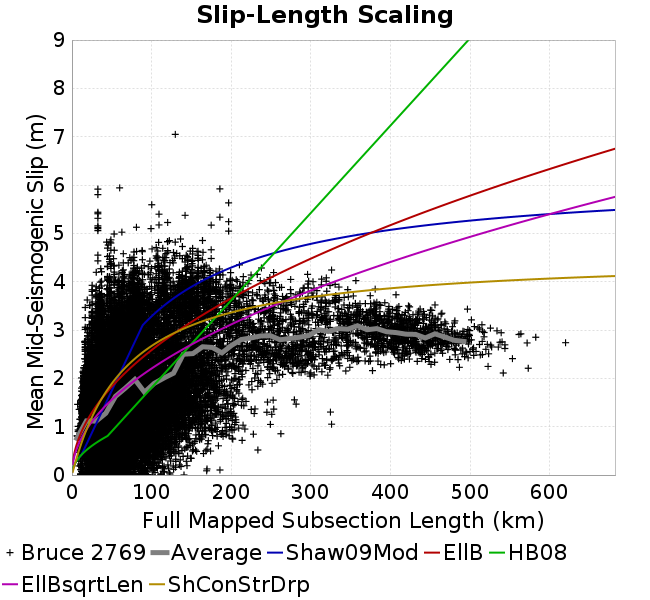 Slip-Length Scaling
Mean Mid-Seismogenic Slip (m)
9
8
7
6
5
4
3
2
1
0
0 100 200 300 400 500 600
Full Mapped Subsection Length (km)
Bruce 2769 Average Shaw09Mod EllB HB08
EllBsqrtLen ShConStrDrp